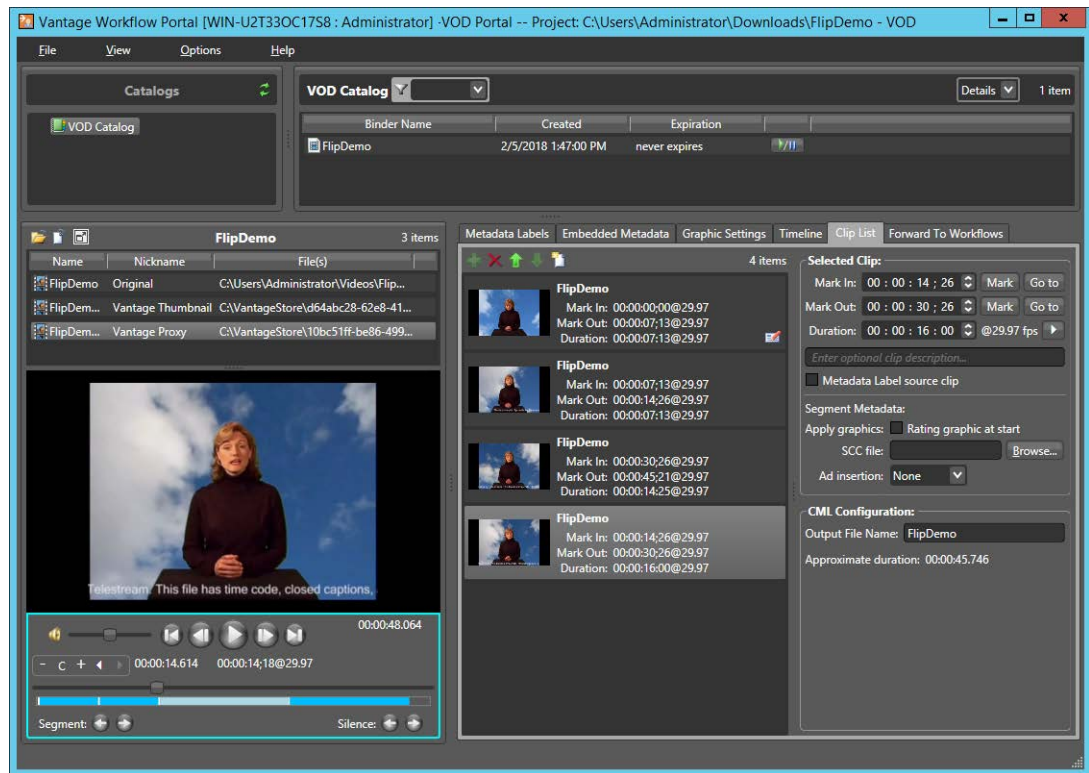 Vantage Workflow Portal [WIN-U2T33OC17S8 : Administrator] -VOD Portal -- Project: C:\Users\Administrator\Downloads\FlipDemo - VOD
File View Options Help
Catalogs
VOD Catalog
VOD Catalog
Details
1 item
Binder Name Created Expiration
FlipDemo 2/5/2018 1:47:00 PM never expires
FlipDemo
3 items
Name Nickname File(s)
FlipDemo Original C:\Users\Administrator\Videos\Flip...
FlipDem... Vantage Thumbnail C:\VantageStore\d64abc28-62e8-41...
FlipDem... Vantage Proxy C:\VantageStore\10bc51ff-be86-499...
Telestream. This file has time code, closed captions,
00:00:48.064
- C +
00:00:14.614 00:00:14;18@29.97
Segment:
Silence:
Metadata Labels Embedded Metadata Graphic Settings Timeline Clip List Forward To Workflows
4 items
FlipDemo
Mark In: 00:00:00;00@29.97
Mark Out: 00:00:07;13@29.97
Duration: 00:00:07:13@29.97
FlipDemo
Mark In: 00:00:07;13@29.97
Mark Out: 00:00:14;26@29.97
Duration: 00:00:07:13@29.97
FlipDemo
Mark In: 00:00:30;26@29.97
Mark Out: 00:00:45;21@29.97
Duration: 00:00:14:25@29.97
FlipDemo
Mark In: 00:00:14;26@29.97
Mark Out: 00:00:30;26@29.97
Duration: 00:00:16:00@29.97
Selected Clip:
Mark In: 00 : 00 : 14 ; 26 Mark Go to
Mark Out: 00 : 00 : 30 ; 26 Mark Go to
Duration: 00 : 00 : 16 : 00 @29.97 fps
Enter optional clip description...
Metadata Label source clip
Segment Metadata:
Apply graphics: Rating graphic at start
SCC file: Browse...
Ad insertion: None
CML Configuration:
Output File Name: FlipDemo
Approximate duration: 00:00:45.746